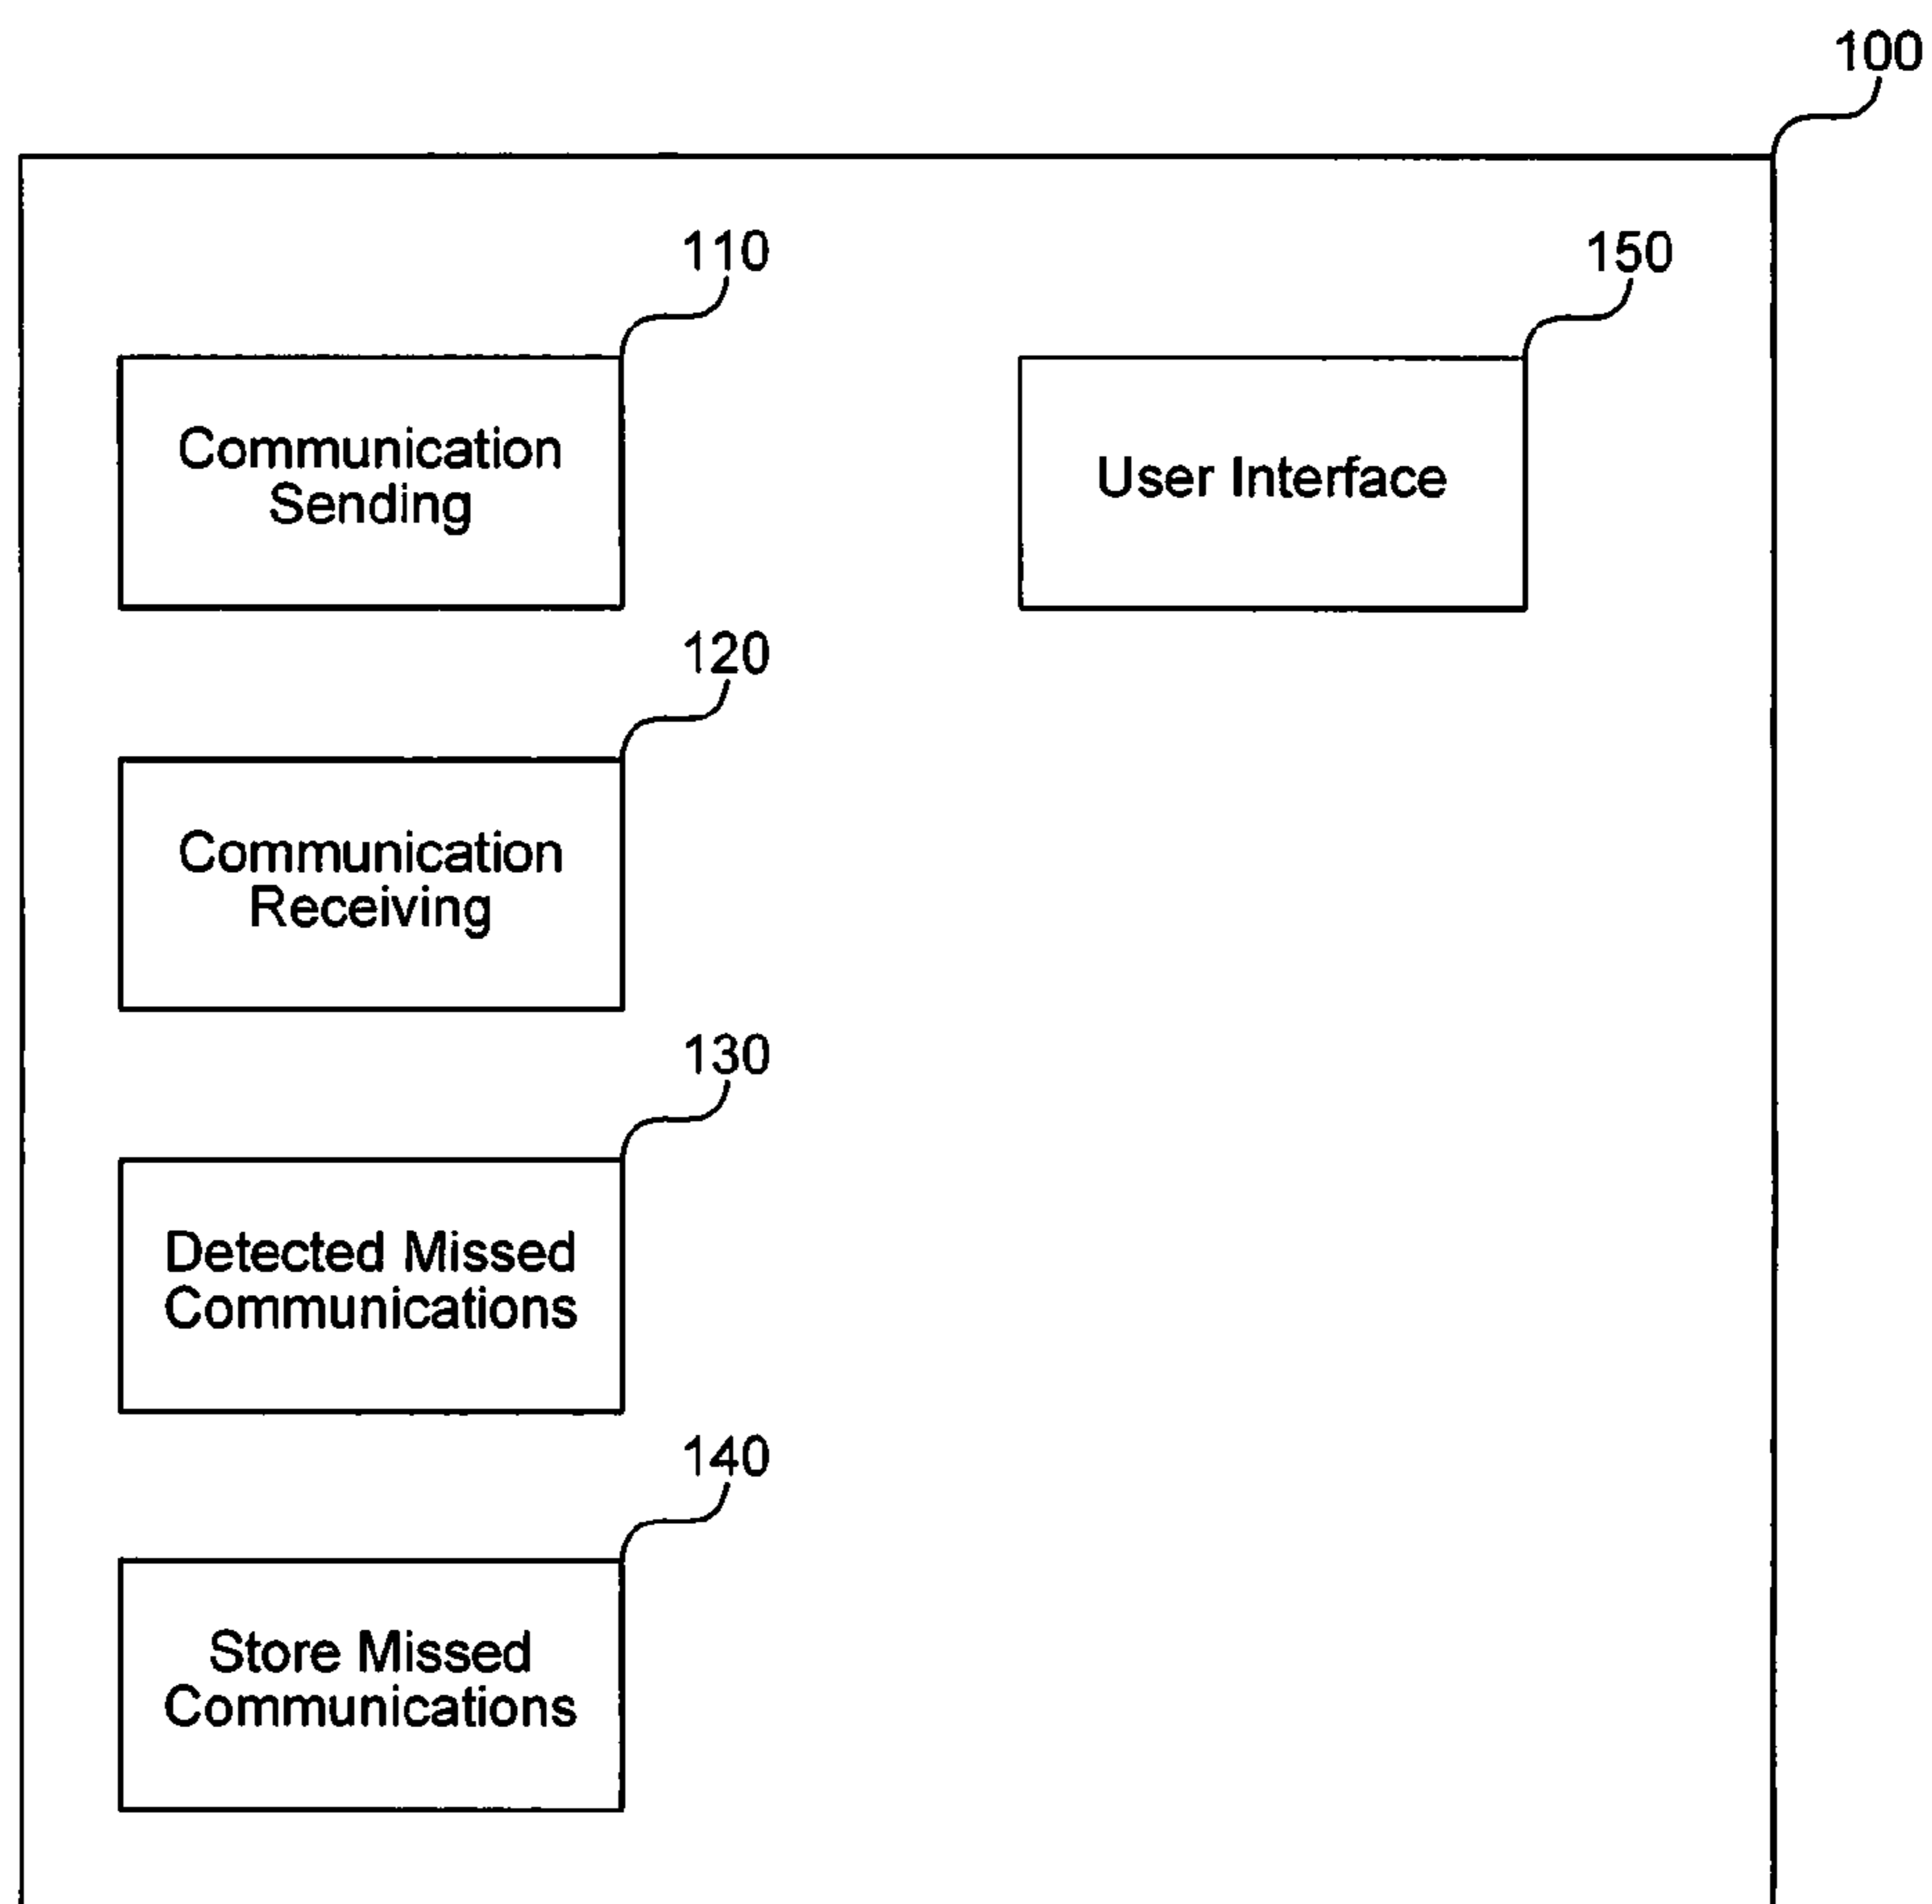 100
110
150
Communication
Sending
User Interface
120
Communication
Receiving
130
Detected Missed
Communications
140
Store Missed
Communications